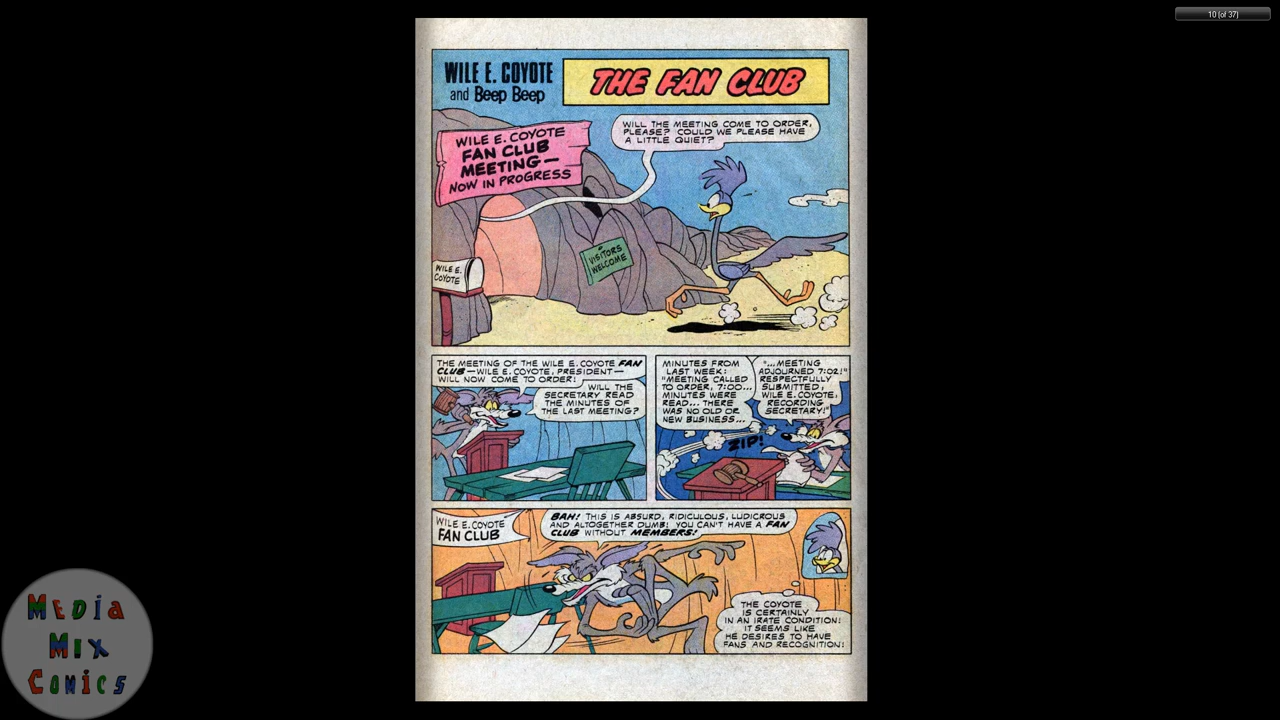 10 (of 37)
WILE E. COYOTE
and Beep Beep
THE FAN CLUB
WILL THE MEETING COME TO ORDER,
PLEASE? COULD WE PLEASE HAVE
A LITTLE QUIET?
WILE E. COYOTE
FAN CLUB
MEETING—
NOW IN PROGRESS
VISITORS
WELCOME
WILE E.
COYOTE
THE MEETING OF THE WILE E. COYOTE FAN
CLUB—WILE E. COYOTE, PRESIDENT—
WILL NOW COME TO ORDER!
WILL THE
SECRETARY READ
THE MINUTES OF
THE LAST MEETING?
MINUTES FROM
LAST WEEK:
"MEETING CALLED
TO ORDER, 7:00...
MINUTES WERE
READ... THERE
WAS NO OLD OR
NEW BUSINESS...
"...MEETING
ADJOURNED 7:02!"
RESPECTFULLY
SUBMITTED,
WILE E. COYOTE,
RECORDING
SECRETARY!"
ZIP!
WILE E. COYOTE
FAN CLUB
BAH! THIS IS ABSURD, RIDICULOUS, LUDICROUS
AND ALTOGETHER DUMB! YOU CAN'T HAVE A FAN
CLUB WITHOUT MEMBERS!
THE COYOTE
IS CERTAINLY
IN AN IRATE CONDITION!
IT SEEMS LIKE
HE DESIRES TO HAVE
FANS AND RECOGNITION!
MEDIA
MIX
COMICS